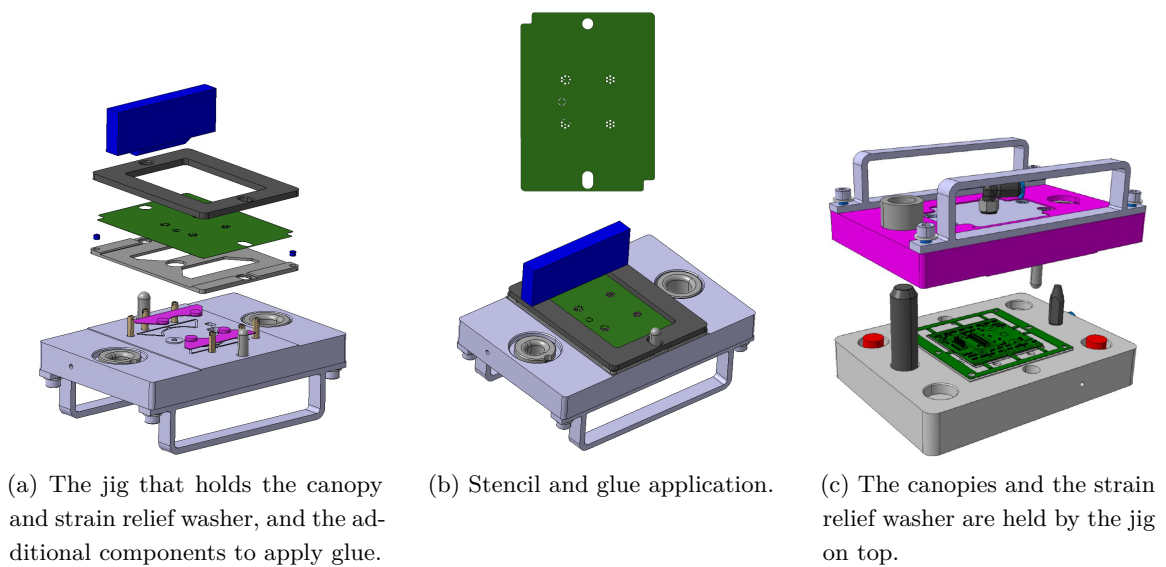 (a) The jig that holds the canopy
and strain relief washer, and the ad-
ditional components to apply glue.
(b) Stencil and glue application.
(c) The canopies and the strain
relief washer are held by the jig
on top.